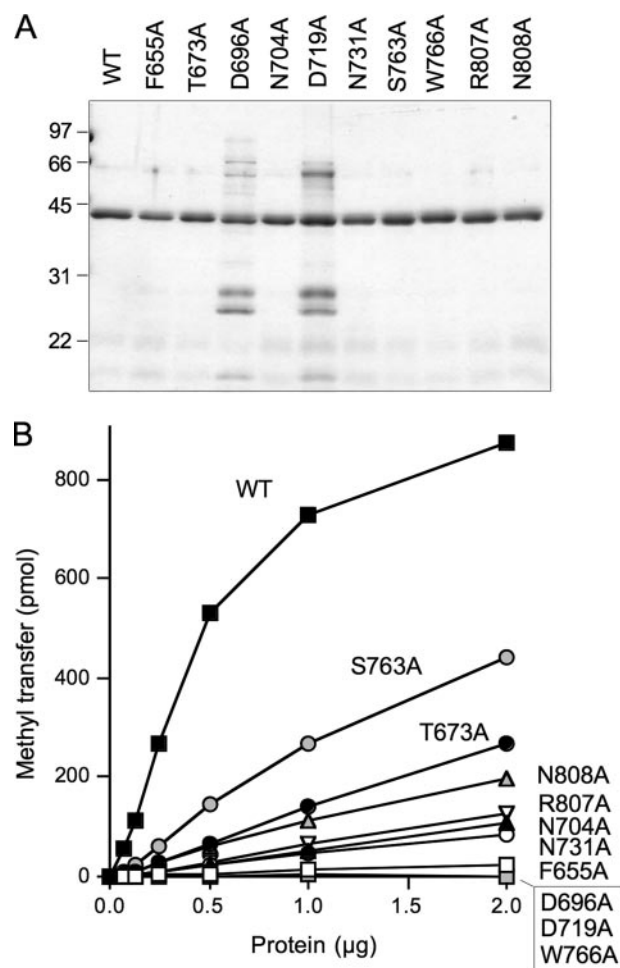 A
WT
F655A
T673A
D696A
N704A
D719A
N731A
S763A
W766A
R807A
N808A
97
66
45
31
22
B
800
600
400
200
0
Methyl transfer (pmol)
WT
S763A
T673A
N808A
R807A
N704A
N731A
F655A
D696A
D719A
W766A
0.0 0.5 1.0 1.5 2.0
Protein (µg)